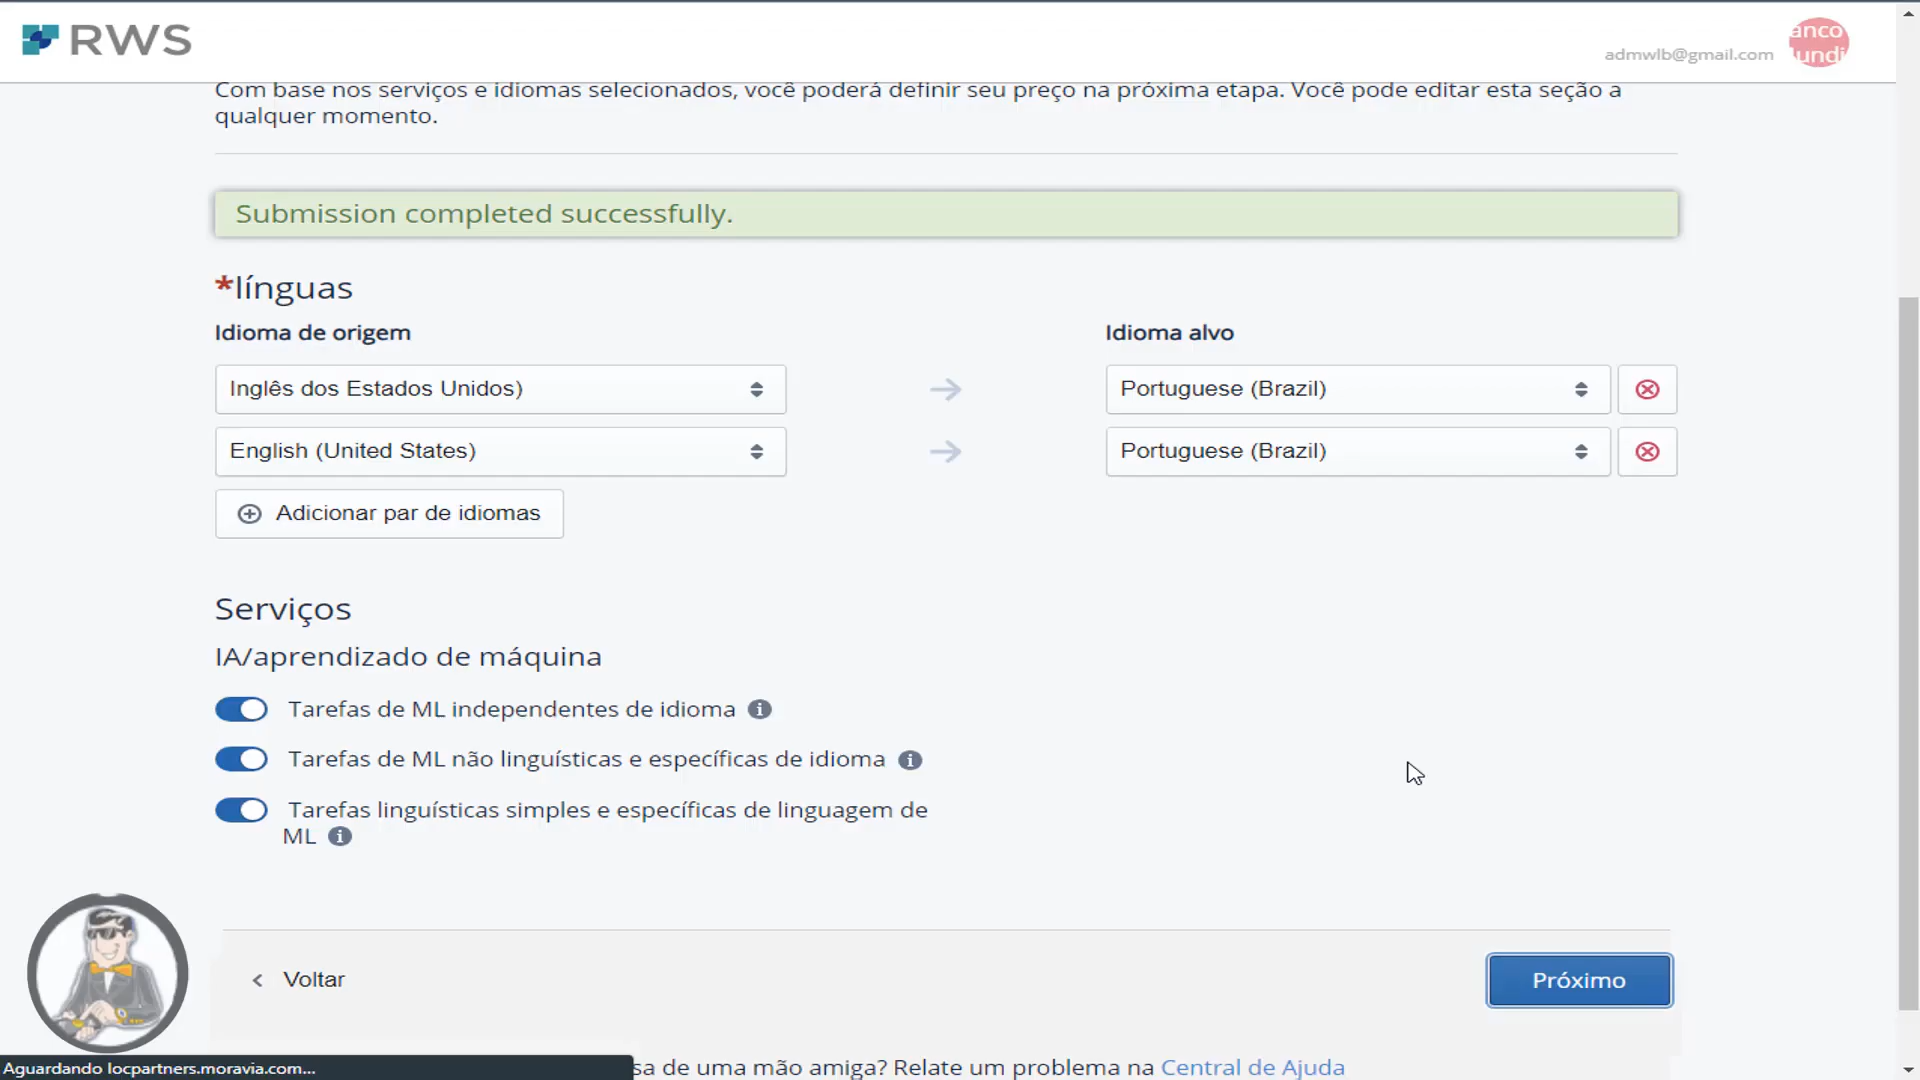 RWS
admwlb@gmail.com
anco
undi
Com base nos serviços e idiomas selecionados, você poderá definir seu preço na próxima etapa. Você pode editar esta seção a
qualquer momento.
Submission completed successfully.
*línguas
Idioma de origem
Idioma alvo
Inglês dos Estados Unidos)
Portuguese (Brazil)
English (United States)
Portuguese (Brazil)
Adicionar par de idiomas
Serviços
IA/aprendizado de máquina
Tarefas de ML independentes de idioma
Tarefas de ML não linguísticas e específicas de idioma
Tarefas linguísticas simples e específicas de linguagem de
ML
Voltar
Próximo
Aguardando locpartners.moravia.com...
sa de uma mão amiga? Relate um problema na Central de Ajuda